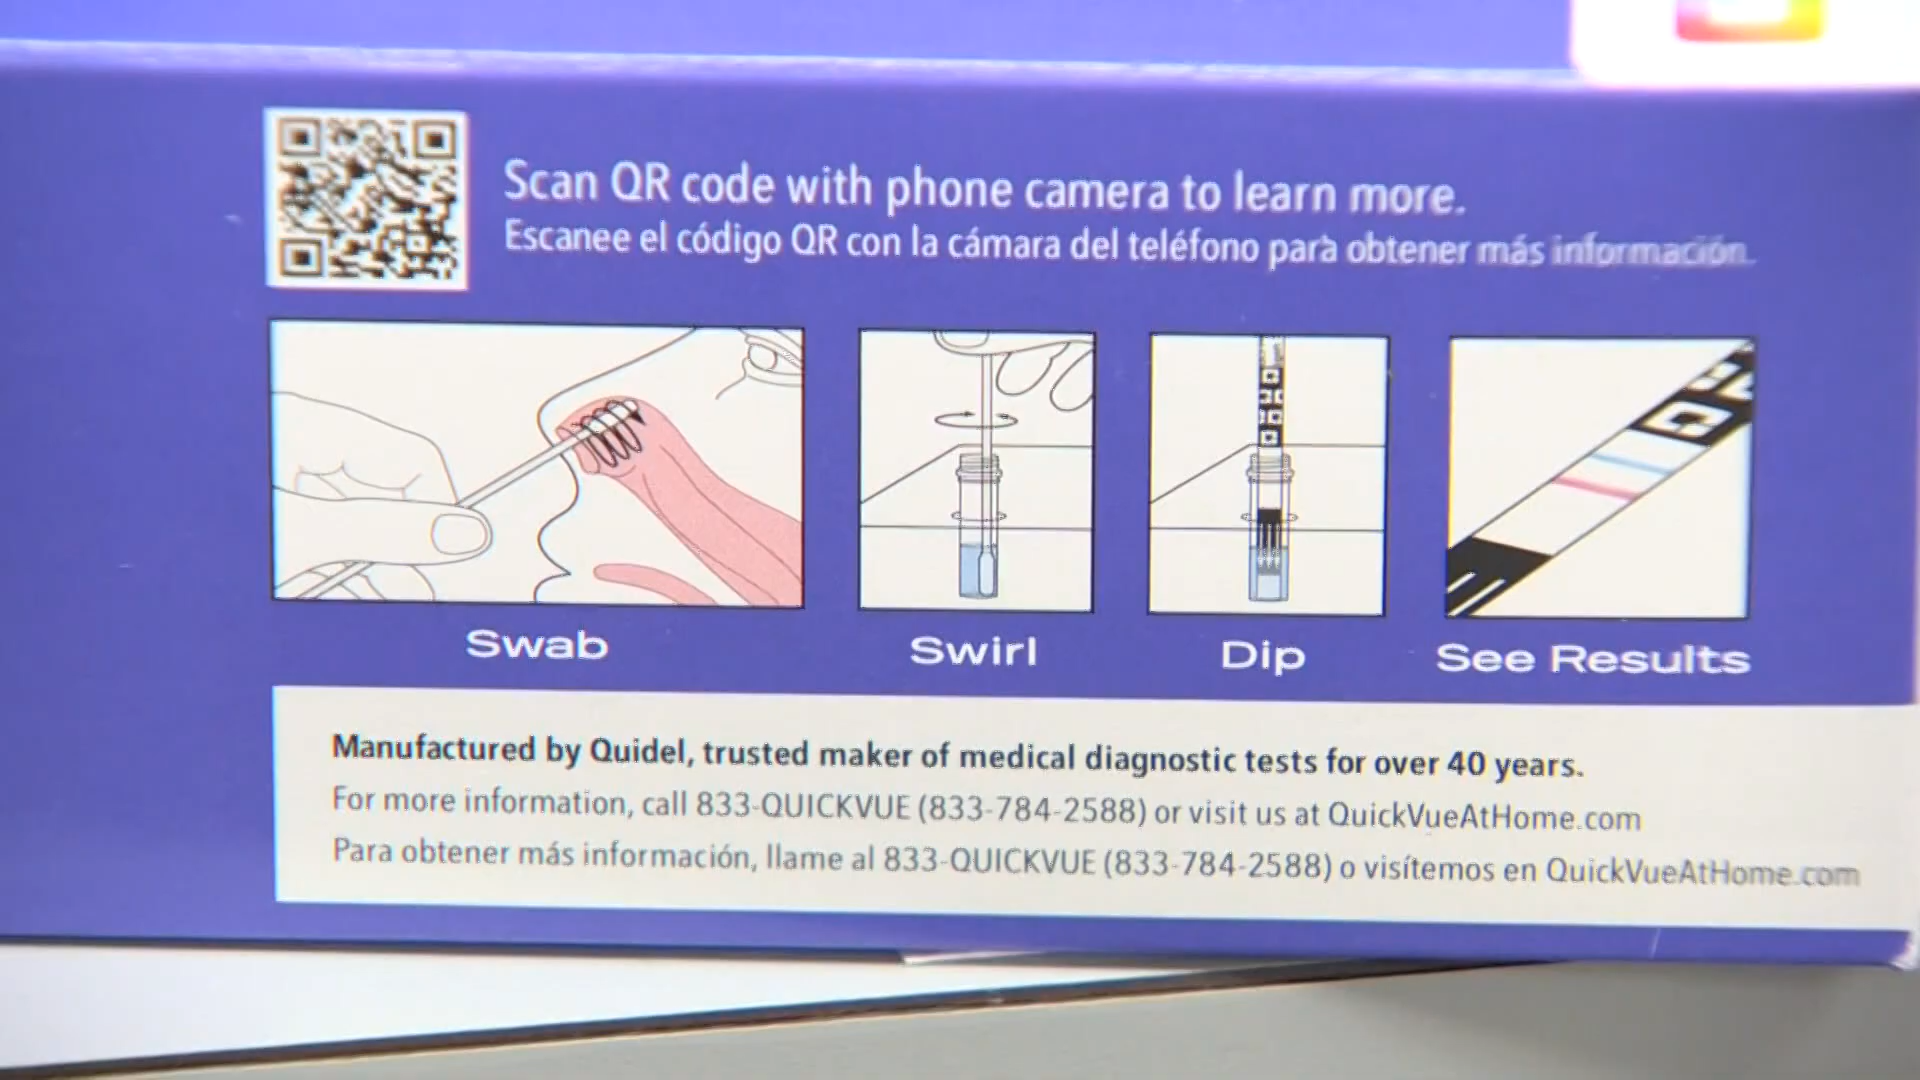 Scan QR code with phone camera to learn more.
Escanee el código QR con la cámara del teléfono para obtener más información.
Swab
Swirl
Dip
See Results
Manufactured by Quidel, trusted maker of medical diagnostic tests for over 40 years.
For more information, call 833-QUICKVUE (833-784-2588) or visit us at QuickVueAtHome.com
Para obtener más información, llame al 833-QUICKVUE (833-784-2588) o visítemos en QuickVueAtHome.com